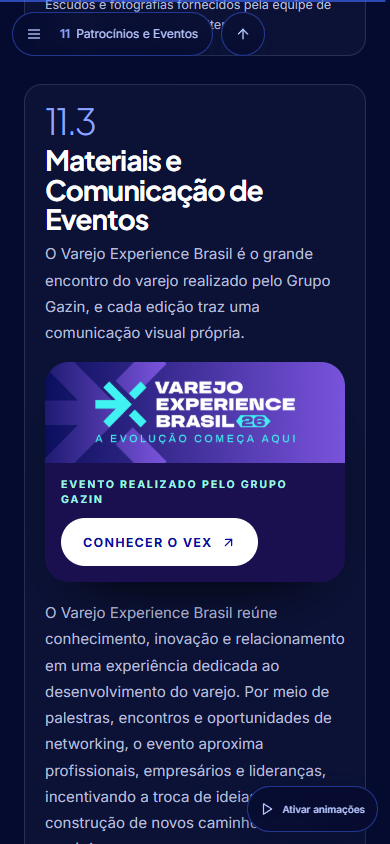 Escudos e fotografias fornecidos pela equipe de
11 Patrocínios e Eventos
11.3
Materiais e
Comunicação de
Eventos
O Varejo Experience Brasil é o grande
encontro do varejo realizado pelo Grupo
Gazin, e cada edição traz uma
comunicação visual própria.
VAREJO
EXPERIENCE
BRASIL 26
A EVOLUÇÃO COMEÇA AQUI
EVENTO REALIZADO PELO GRUPO
GAZIN
CONHECER O VEX
O Varejo Experience Brasil reúne
conhecimento, inovação e relacionamento
em uma experiência dedicada ao
desenvolvimento do varejo. Por meio de
palestras, encontros e oportunidades de
networking, o evento aproxima
profissionais, empresários e lideranças,
incentivando a troca de
construção de novos
Ativar animações